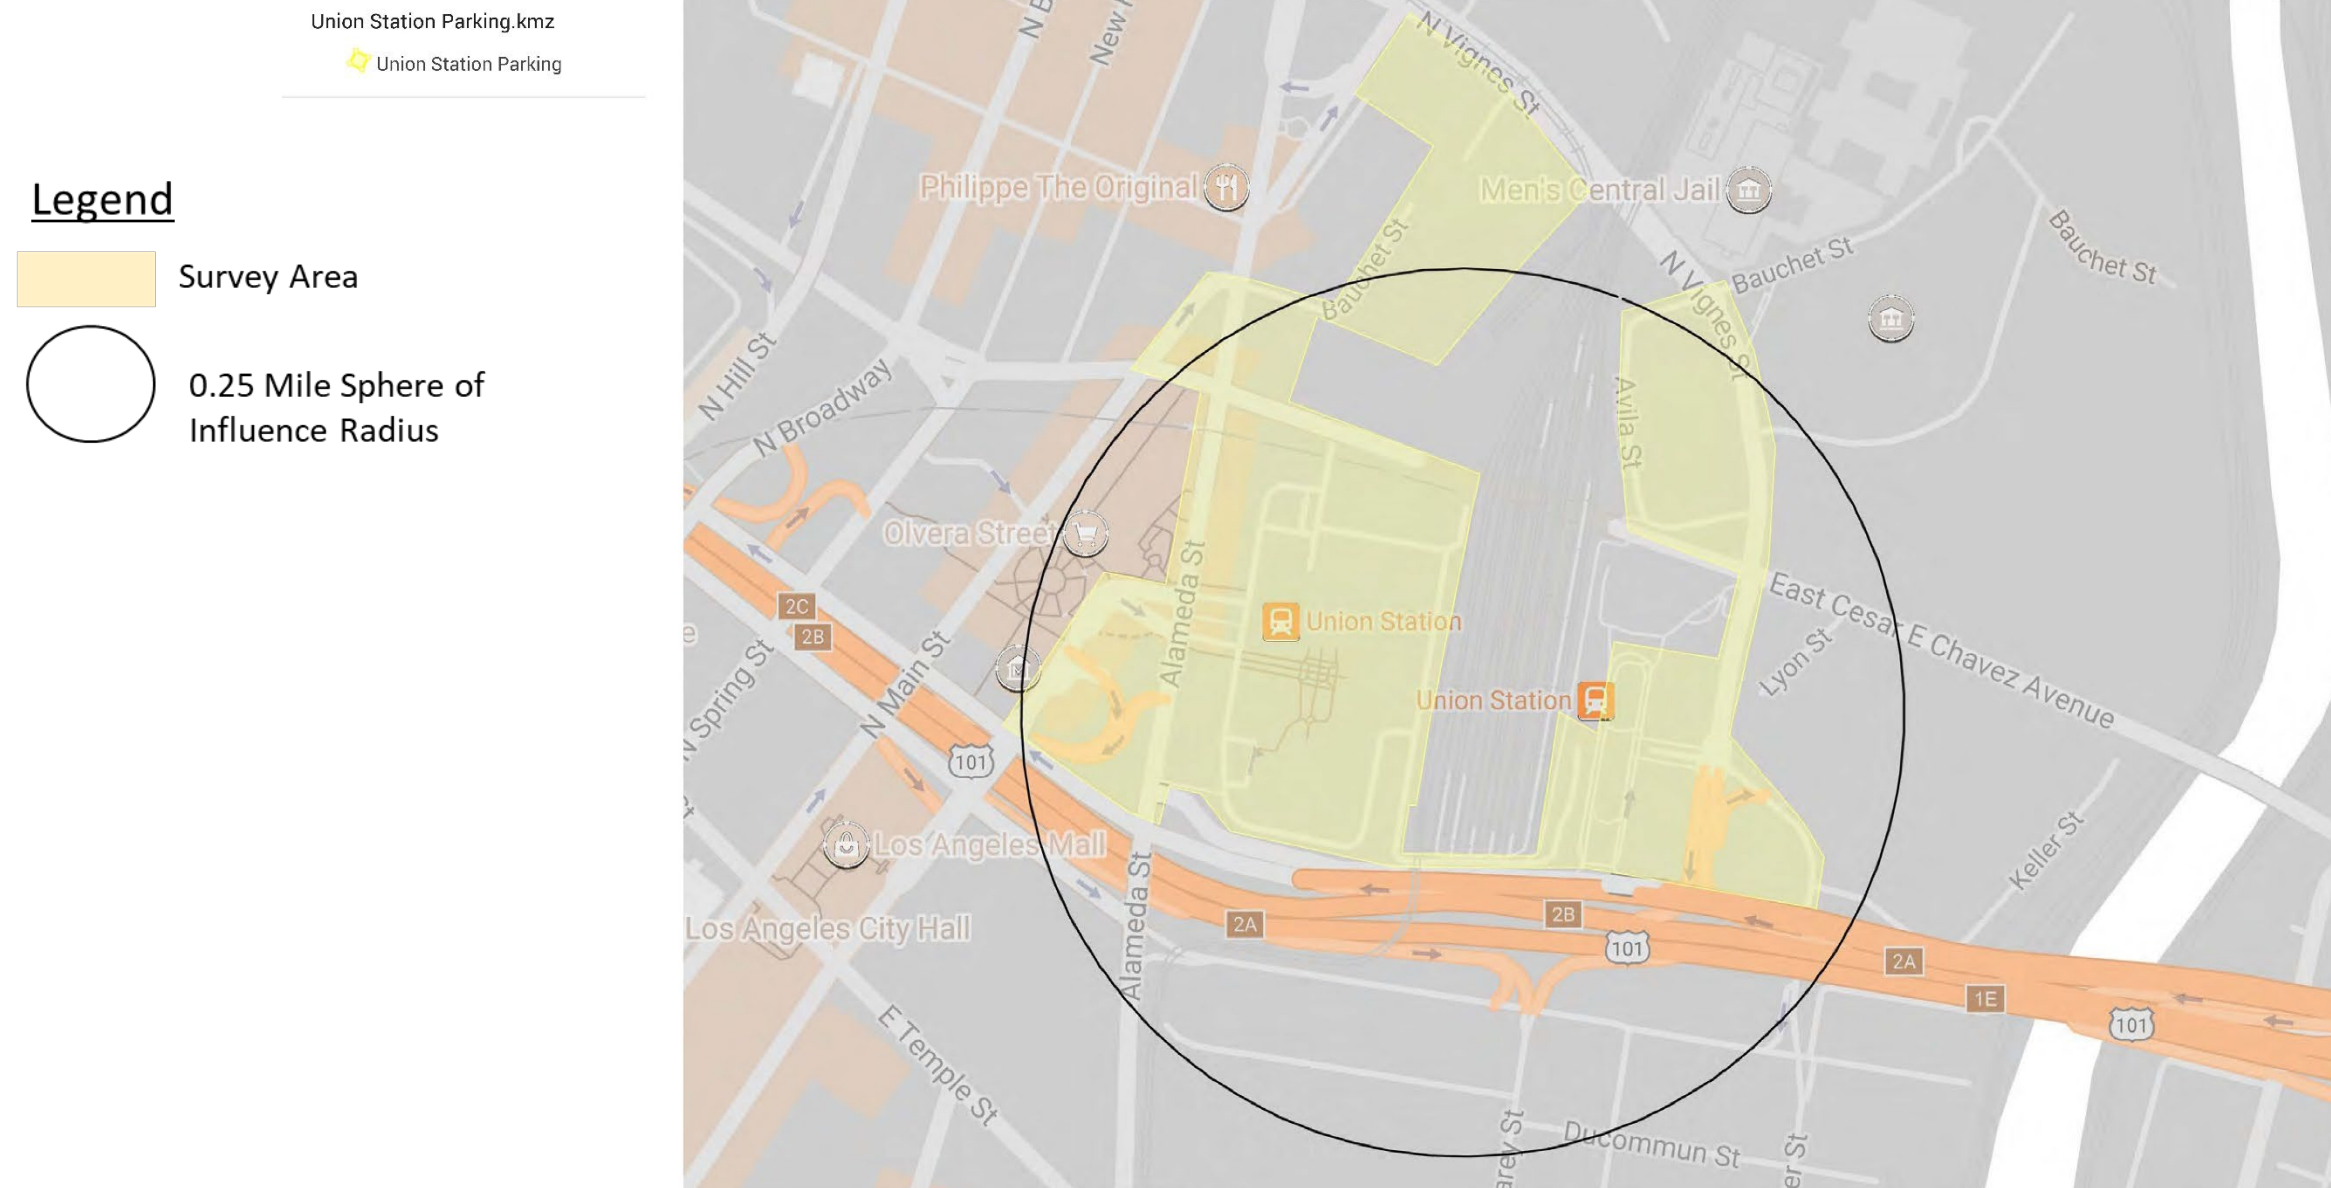 Union Station Parking.kmz
Union Station Parking
Legend
Survey Area
0.25 Mile Sphere of
Influence Radius
N Vignes St
Philippe The Original
Men's Central Jail
Bauchet St
Bauchet St
Bauchet St
N Vignes St
N Hill St
N Broadway
Avila St
Olvera Street
Alameda St
Union Station
East Cesar E Chavez Avenue
2C
2B
N Main St
N Spring St
Lyon St
Union Station
101
Los Angeles Mall
Keller St
Alameda St
Los Angeles City Hall
2A
2B
101
2A
1E
101
E Temple St
Ducommun St